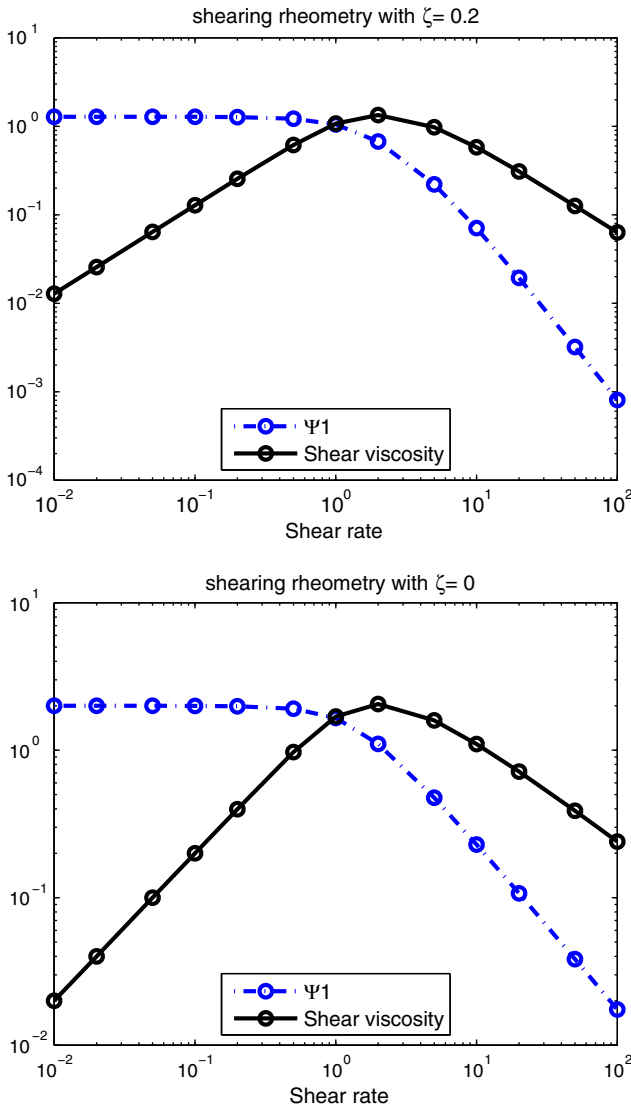 shearing rheometry with ζ= 0.2
10^1
10^0
10^-1
10^-2
10^-3
10^-4
Ψ1
Shear viscosity
10^-2 10^-1 10^0 10^1 10^2
Shear rate
shearing rheometry with ζ= 0
10^1
10^0
10^-1
10^-2
Ψ1
Shear viscosity
10^-2 10^-1 10^0 10^1 10^2
Shear rate